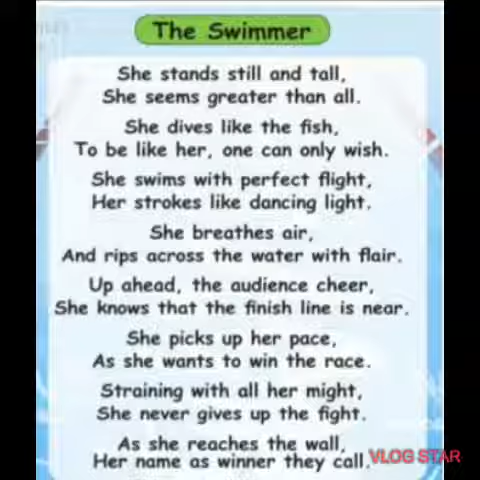 The Swimmer
She stands still and tall,
She seems greater than all.
She dives like the fish,
To be like her, one can only wish.
She swims with perfect flight,
Her strokes like dancing light.
She breathes air,
And rips across the water with flair.
Up ahead, the audience cheer,
She knows that the finish line is near.
She picks up her pace,
As she wants to win the race.
Straining with all her might,
She never gives up the fight.
As she reaches the wall,
Her name as winner they call.
VLOG STAR